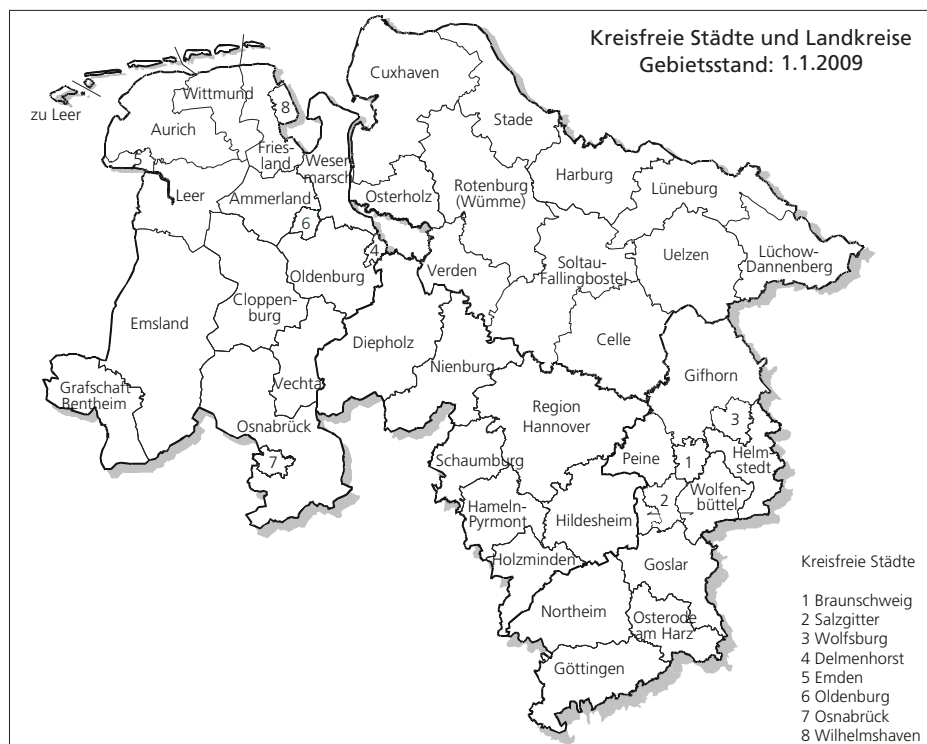 Kreisfreie Städte und Landkreise
Gebietsstand: 1.1.2009
Cuxhaven
Wittmund
8
zu Leer
Aurich
Stade
Fries-
land
Weser-
marsch
5
Harburg
Lüneburg
Leer
Ammerland
Osterholz
Rotenburg
(Wümme)
6
4
Oldenburg
Verden
Soltau-
Fallingbostel
Uelzen
Lüchow-
Dannenberg
Cloppen-
burg
Emsland
Diepholz
Celle
Nienburg
Vechta
Gifhorn
Grafschaft
Bentheim
Region
Hannover
Osnabrück
3
7
Schaumburg
Peine
1
Helm-
stedt
2
Wolfen-
büttel
Hameln-
Pyrmont
Hildesheim
Holzminden
Goslar
Northeim
Osterode
am Harz
Göttingen
Kreisfreie Städte
1 Braunschweig
2 Salzgitter
3 Wolfsburg
4 Delmenhorst
5 Emden
6 Oldenburg
7 Osnabrück
8 Wilhelmshaven